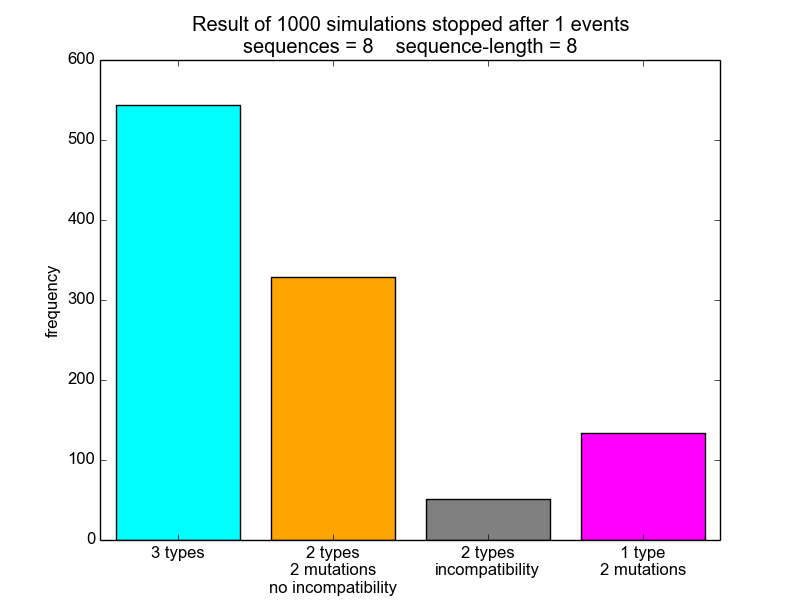 Result of 1000 simulations stopped after 1 events
sequences = 8    sequence-length = 8
600
500
400
300
200
100
0
frequency
3 types
2 types
2 mutations
no incompatibility
2 types
incompatibility
1 type
2 mutations